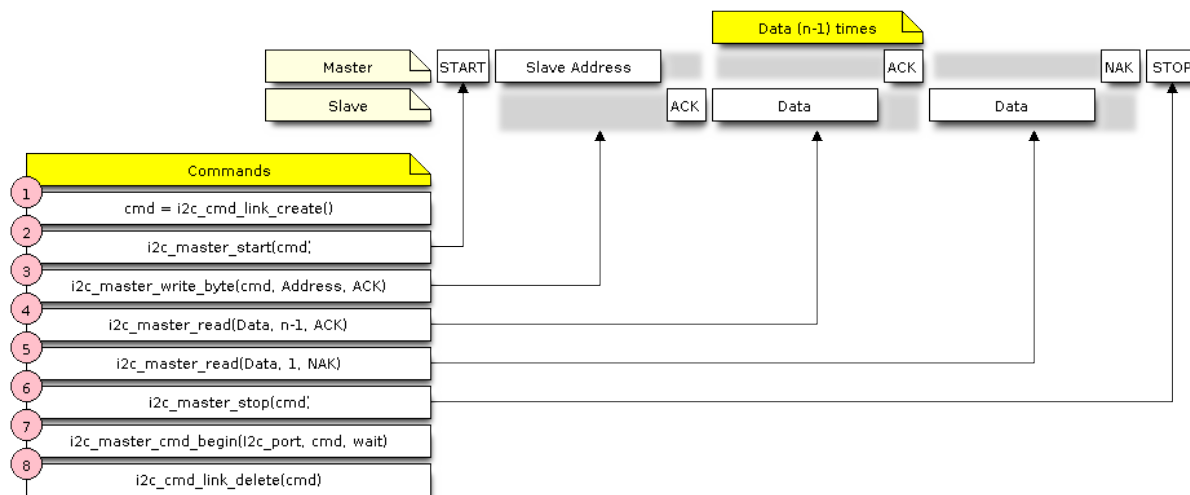 Data (n-1) times
Master START Slave Address ACK NAK STOP
Slave ACK Data Data
Commands
1
cmd = i2c_cmd_link_create()
2
i2c_master_start(cmd;
3
i2c_master_write_byte(cmd, Address, ACK)
4
i2c_master_read(Data, n-1, ACK)
5
i2c_master_read(Data, 1, NAK)
6
i2c_master_stop(cmd;
7
i2c_master_cmd_begin(I2c_port, cmd, wait)
8
i2c_cmd_link_delete(cmd)